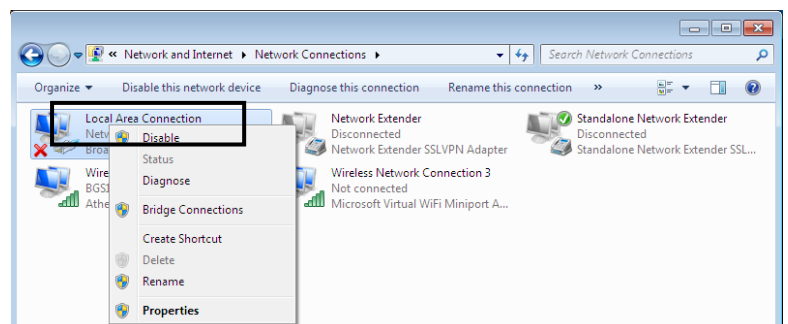 « Network and Internet ▸ Network Connections ▸
Search Network Connections
Organize ▾ Disable this network device Diagnose this connection Rename this connection »
Local Area Connection
Netw
Broa
Network Extender
Disconnected
Network Extender SSLVPN Adapter
Standalone Network Extender
Disconnected
Standalone Network Extender SSL...
Wire
Athe
Wireless Network Connection 3
Not connected
Microsoft Virtual WiFi Miniport A...
Disable
Status
Diagnose
Bridge Connections
Create Shortcut
Delete
Rename
Properties